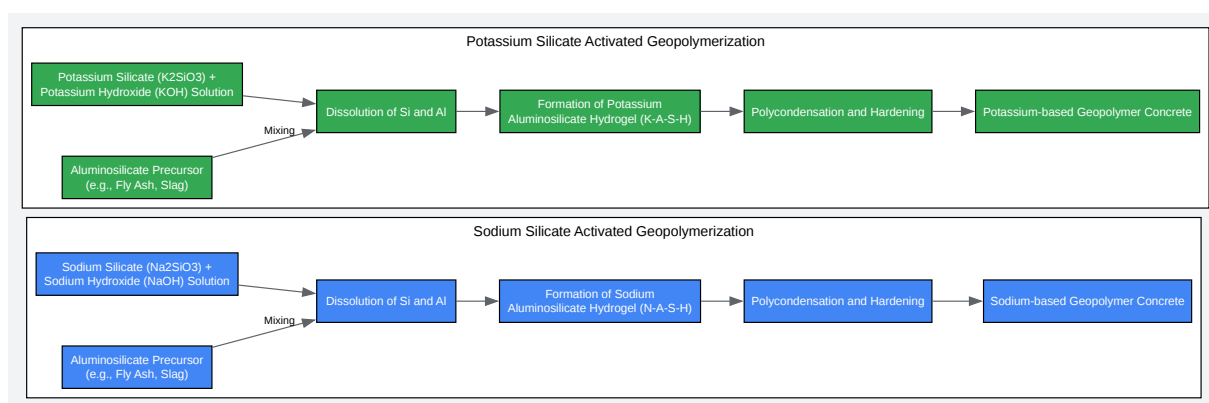 Potassium Silicate Activated Geopolymerization
Potassium Silicate (K2SiO3) +
Potassium Hydroxide (KOH) Solution
Mixing
Aluminosilicate Precursor
(e.g., Fly Ash, Slag)
Dissolution of Si and Al
Formation of Potassium
Aluminosilicate Hydrogel (K-A-S-H)
Polycondensation and Hardening
Potassium-based Geopolymer Concrete
Sodium Silicate Activated Geopolymerization
Sodium Silicate (Na2SiO3) +
Sodium Hydroxide (NaOH) Solution
Mixing
Aluminosilicate Precursor
(e.g., Fly Ash, Slag)
Dissolution of Si and Al
Formation of Sodium
Aluminosilicate Hydrogel (N-A-S-H)
Polycondensation and Hardening
Sodium-based Geopolymer Concrete